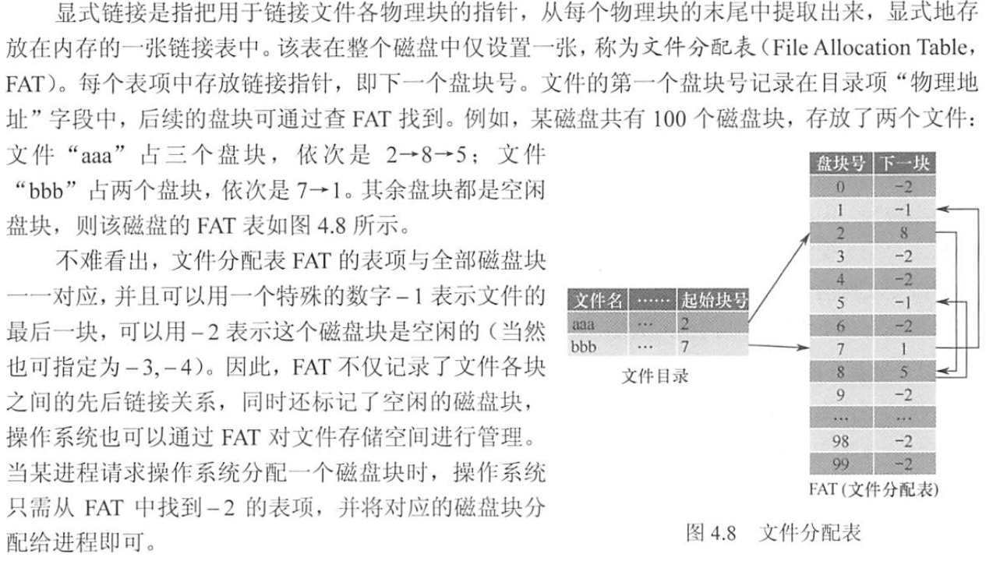 显式链接是指把用于链接文件各物理块的指针，从每个物理块的末尾中提取出来，显式地存
放在内存的一张链接表中。该表在整个磁盘中仅设置一张，称为文件分配表（File Allocation Table，
FAT）。每个表项中存放链接指针，即下一个盘块号。文件的第一个盘块号记录在目录项“物理地
址”字段中，后续的盘块可通过查 FAT 找到。例如，某磁盘共有 100 个磁盘块，存放了两个文件：
文件“aaa”占三个盘块，依次是 2→8→5；文件
“bbb”占两个盘块，依次是 7→1。其余盘块都是空闲
盘块，则该磁盘的 FAT 表如图 4.8 所示。
不难看出，文件分配表 FAT 的表项与全部磁盘块
一一对应，并且可以用一个特殊的数字－1 表示文件的
最后一块，可以用－2 表示这个磁盘块是空闲的（当然
也可指定为－3,－4）。因此，FAT 不仅记录了文件各块
之间的先后链接关系，同时还标记了空闲的磁盘块，
操作系统也可以通过 FAT 对文件存储空间进行管理。
当某进程请求操作系统分配一个磁盘块时，操作系统
只需从 FAT 中找到－2 的表项，并将对应的磁盘块分
配给进程即可。
文件名 …… 起始块号
aaa … 2
bbb … 7
文件目录
盘块号 下一块
0 -2
1 -1
2 8
3 -2
4 -2
5 -1
6 -2
7 1
8 5
9 -2
… …
98 -2
99 -2
FAT (文件分配表)
图 4.8 文件分配表